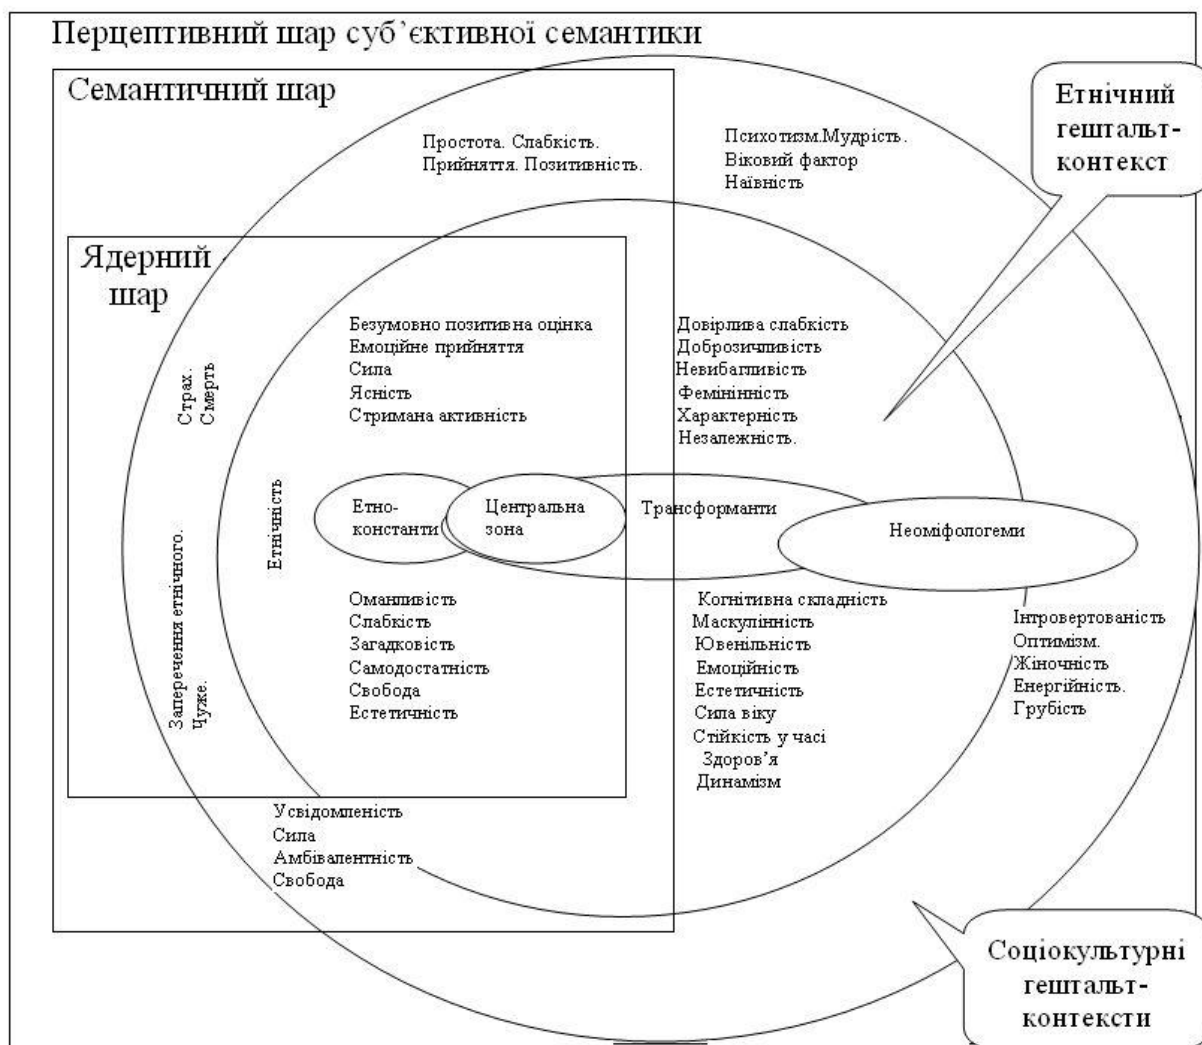 Перцептивний шар суб’єктивної семантики
Семантичний шар
Етнічний
гештальт-
контекст
Простота. Слабкість.
Прийняття. Позитивність.
Психотизм.Мудрість.
Віковий фактор
Наївність
Ядерний
шар
Безумовно позитивна оцінка
Емоційне прийняття
Сила
Ясність
Стримана активність
Довірлива слабкість
Доброзичливість
Невибагливість
Фемінінність
Характерність
Незалежність.
Страх.
Смерть
Етнічність
Заперечення етнічного.
Чуже.
Етно-
константи
Центральна
зона
Трансформанти
Неоміфологеми
Оманливість
Слабкість
Загадковість
Самодостатність
Свобода
Естетичність
Когнітивна складність
Маскулінність
Ювенільність
Емоційність
Естетичність
Сила віку
Стійкість у часі
Здоров’я
Динамізм
Інтровертованість
Оптимізм.
Жіночність
Енергійність.
Грубість
Усвідомленість
Сила
Амбівалентність
Свобода
Соціокультурні
гештальт-
контексти